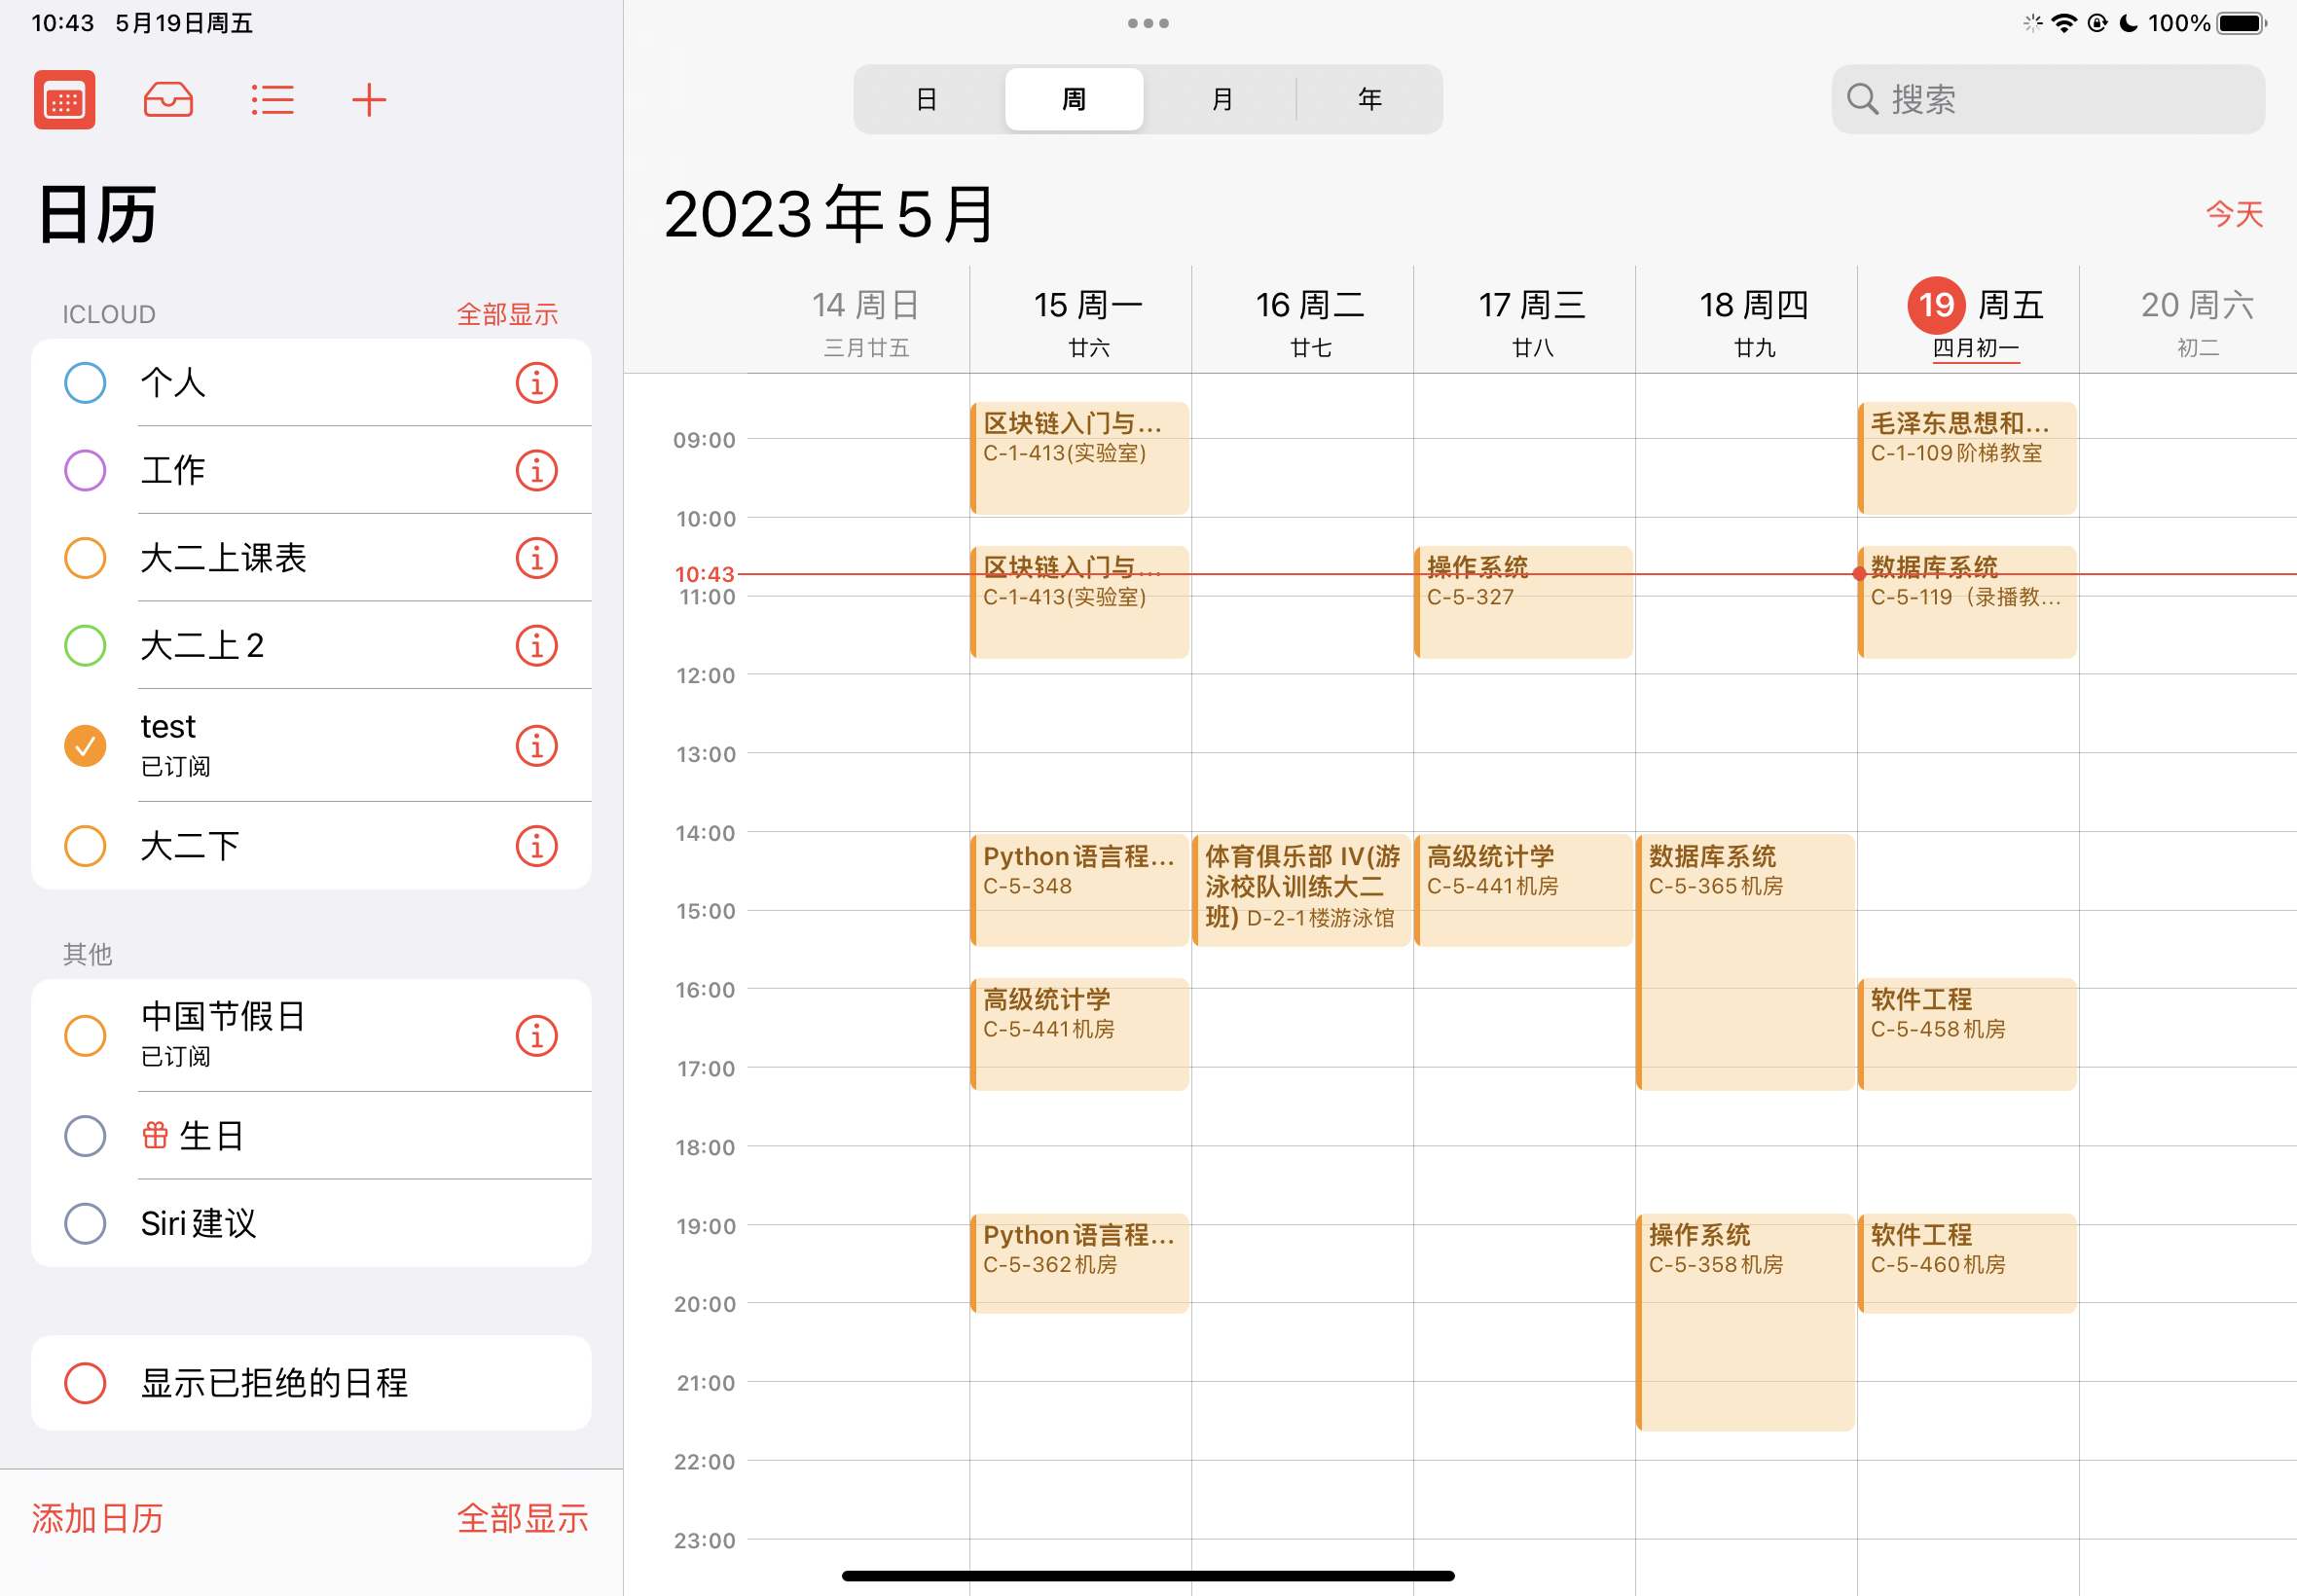 10:43 5月19日周五
100%
日历
ICLOUD 全部显示
个人
工作
大二上课表
大二上2
test
已订阅
大二下
其他
中国节假日
已订阅
生日
Siri建议
显示已拒绝的日程
添加日历 全部显示
日 周 月 年
搜索
2023年5月
今天
14 周日 15 周一 16 周二 17 周三 18 周四 19 周五 20 周六
三月廿五 廿六 廿七 廿八 廿九 四月初一 初二
09:00
10:00
10:43
11:00
12:00
13:00
14:00
15:00
16:00
17:00
18:00
19:00
20:00
21:00
22:00
23:00
区块链入门与…
C-1-413(实验室)
区块链入门与…
C-1-413(实验室)
Python语言程…
C-5-348
高级统计学
C-5-441机房
Python语言程…
C-5-362机房
体育俱乐部 IV(游
泳校队训练大二
班) D-2-1楼游泳馆
操作系统
C-5-327
高级统计学
C-5-441机房
数据库系统
C-5-365机房
操作系统
C-5-358机房
毛泽东思想和…
C-1-109阶梯教室
数据库系统
C-5-119（录播教…
软件工程
C-5-458机房
软件工程
C-5-460机房